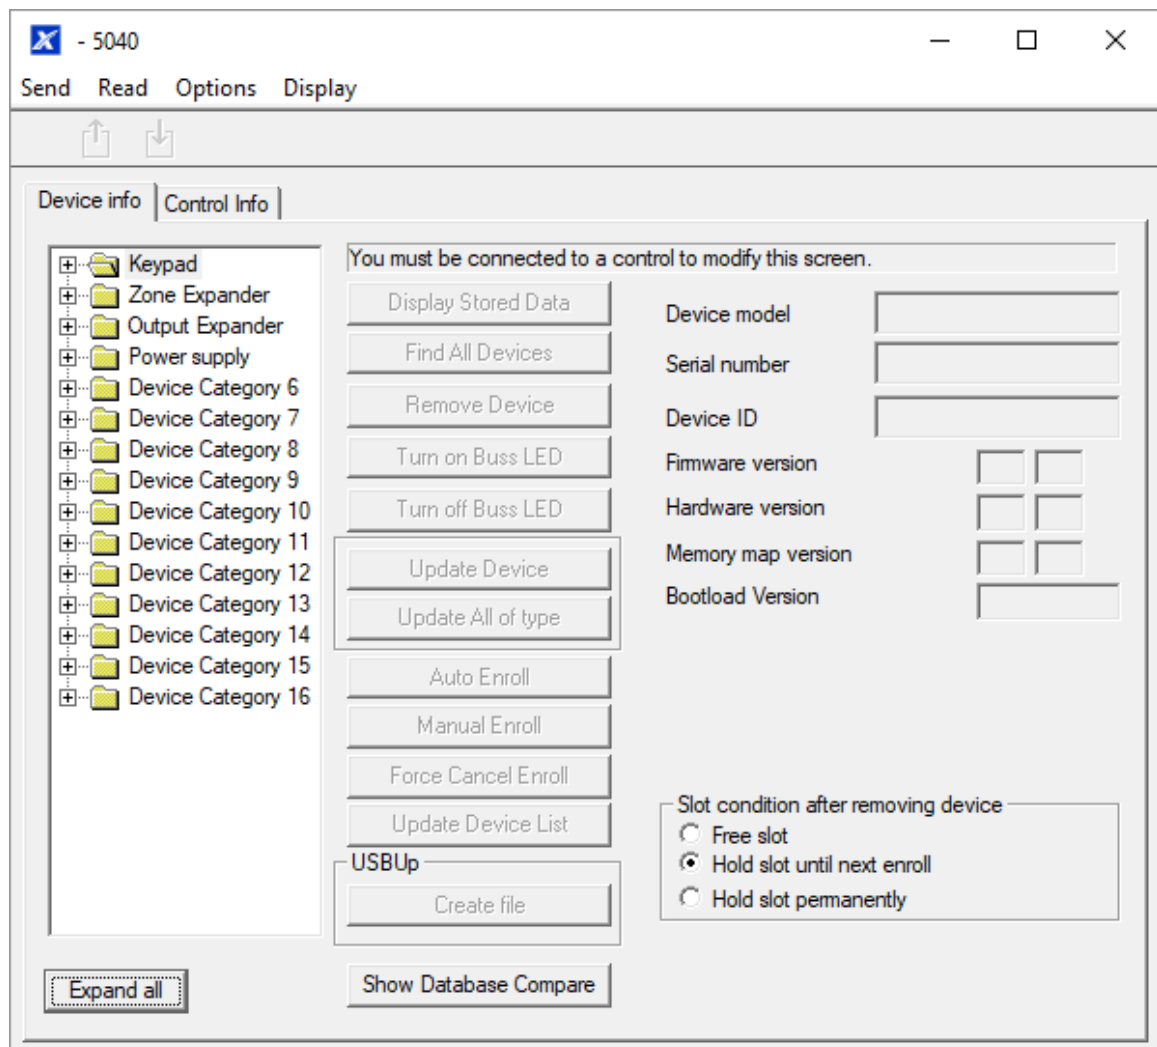 - 5040
Send Read Options Display
Device info Control Info
Keypad
Zone Expander
Output Expander
Power supply
Device Category 6
Device Category 7
Device Category 8
Device Category 9
Device Category 10
Device Category 11
Device Category 12
Device Category 13
Device Category 14
Device Category 15
Device Category 16
Expand all
You must be connected to a control to modify this screen.
Display Stored Data
Find All Devices
Remove Device
Turn on Buss LED
Turn off Buss LED
Update Device
Update All of type
Auto Enroll
Manual Enroll
Force Cancel Enroll
Update Device List
USBUp
Create file
Show Database Compare
Device model
Serial number
Device ID
Firmware version
Hardware version
Memory map version
Bootload Version
Slot condition after removing device
Free slot
Hold slot until next enroll
Hold slot permanently